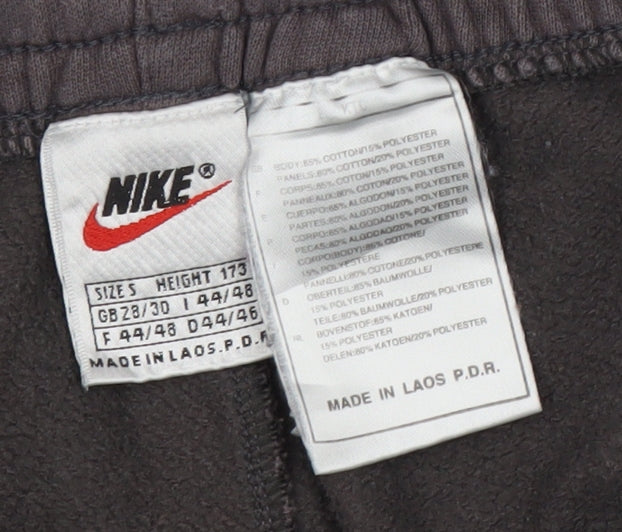 NIKE®
SIZE S HEIGHT 173
GB 28/30 I 44/48
F 44/48 D44/46
MADE IN LAOS.P.D.R
BODY:85% COTTON/15% POLYESTER
PANELS:80% COTTON/20% POLYESTER
F CORPS:85% COTON/15% POLYESTER
PANNEAUX:80% COTON/20% POLYESTER
E CUERPO:85% ALGODON/15% POLYESTER
PARTES:80% ALGODON/20% POLYESTER
P CORPO:85% ALGODAO/15% POLYESTER
PECAS:80% ALGODAO/20% POLYESTER
I CORPO(BODY):85% COTONE/
15% POLYESTERE
PANNELLI:80% COTONE/20% POLYESTERE
D OBERTEIL:85% BAUMWOLLE/
15% POLYESTER
TEILE:80% BAUMWOLLE/20% POLYESTER
NL BOVENSTOF:85% KATOEN/
15% POLYESTER
DELEN:80% KATOEN/20% POLYESTER
MADE IN LAOS P.D.R.